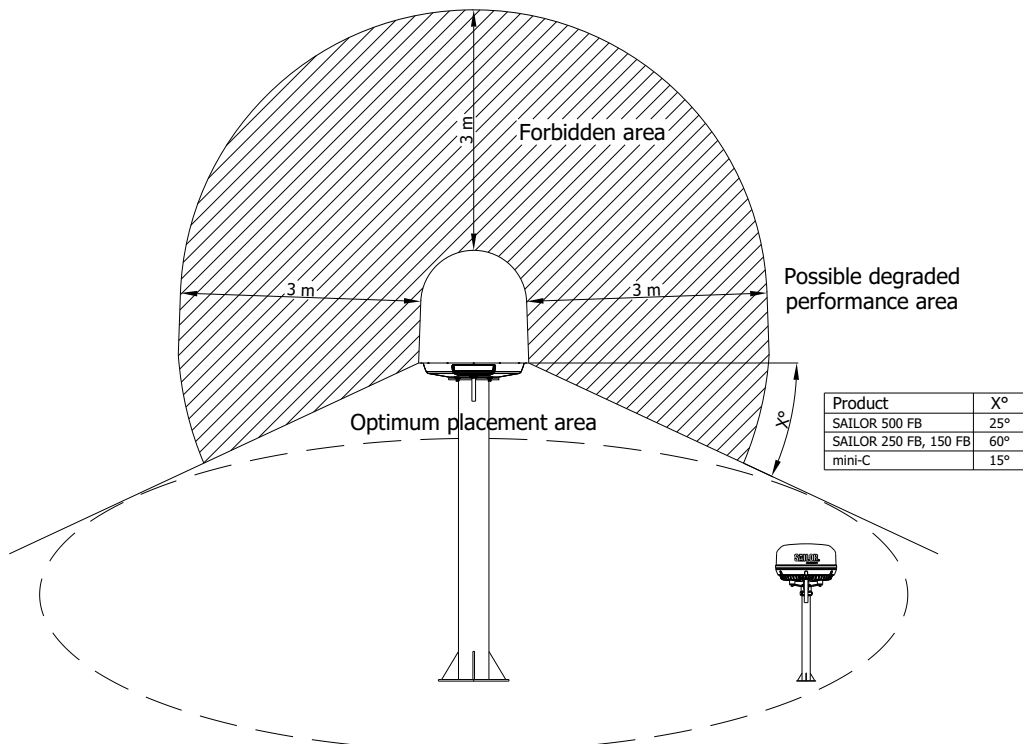 3 m
Forbidden area
3 m
3 m
Possible degraded
performance area
Optimum placement area
X°
Product X°
SAILOR 500 FB 25°
SAILOR 250 FB, 150 FB 60°
mini-C 15°
SAILOR